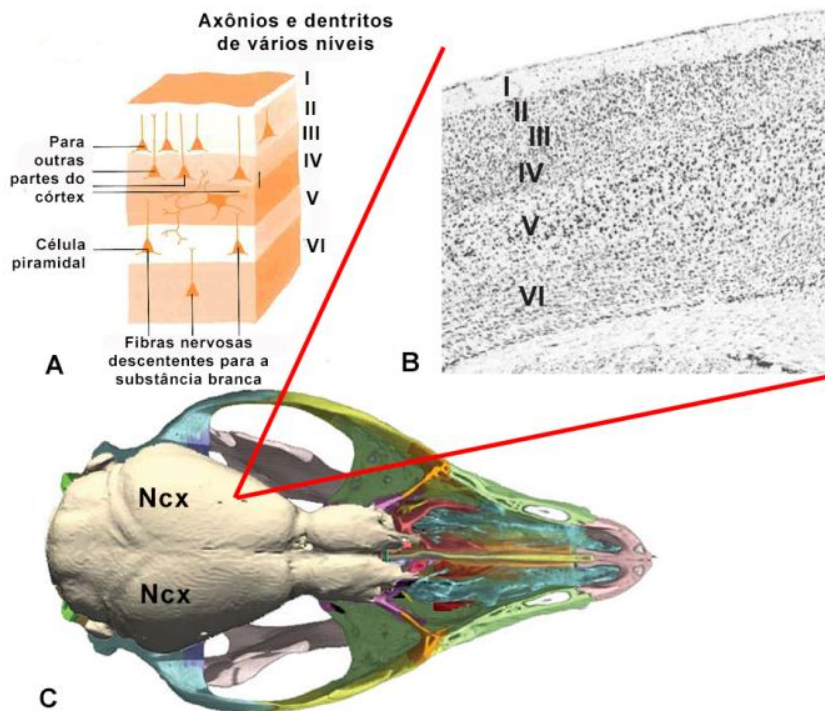 Axônios e dentritos
de vários níveis
I
II
III
IV
V
VI
Para
outras
partes do
córtex
Célula
piramidal
Fibras nervosas
descententes para a
substância branca
A
I
II
III
IV
V
VI
B
Ncx
Ncx
C